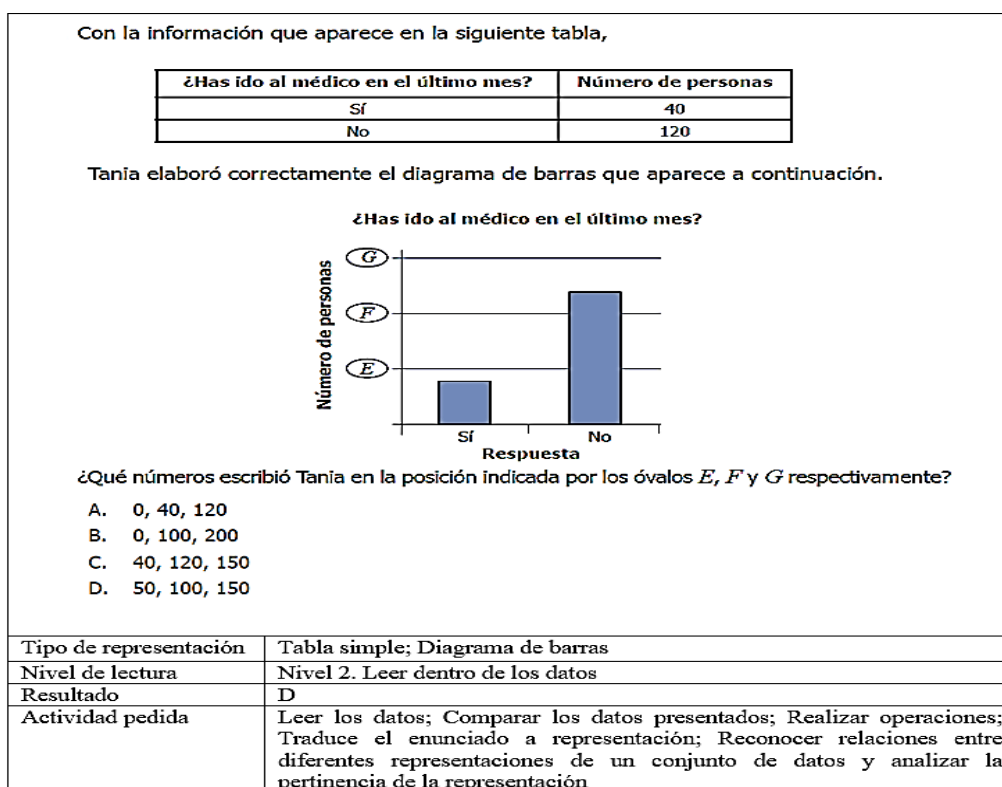 Con la información que aparece en la siguiente tabla,
¿Has ido al médico en el último mes? Número de personas
Sí 40
No 120
Tania elaboró correctamente el diagrama de barras que aparece a continuación.
¿Has ido al médico en el último mes?
Número de personas
G
F
E
Sí No
Respuesta
¿Qué números escribió Tania en la posición indicada por los óvalos E, F y G respectivamente?
A. 0, 40, 120
B. 0, 100, 200
C. 40, 120, 150
D. 50, 100, 150
Tipo de representación Tabla simple; Diagrama de barras
Nivel de lectura Nivel 2. Leer dentro de los datos
Resultado D
Actividad pedida Leer los datos; Comparar los datos presentados; Realizar operaciones;
Traduce el enunciado a representación; Reconocer relaciones entre
diferentes representaciones de un conjunto de datos y analizar la
pertinencia de la representación